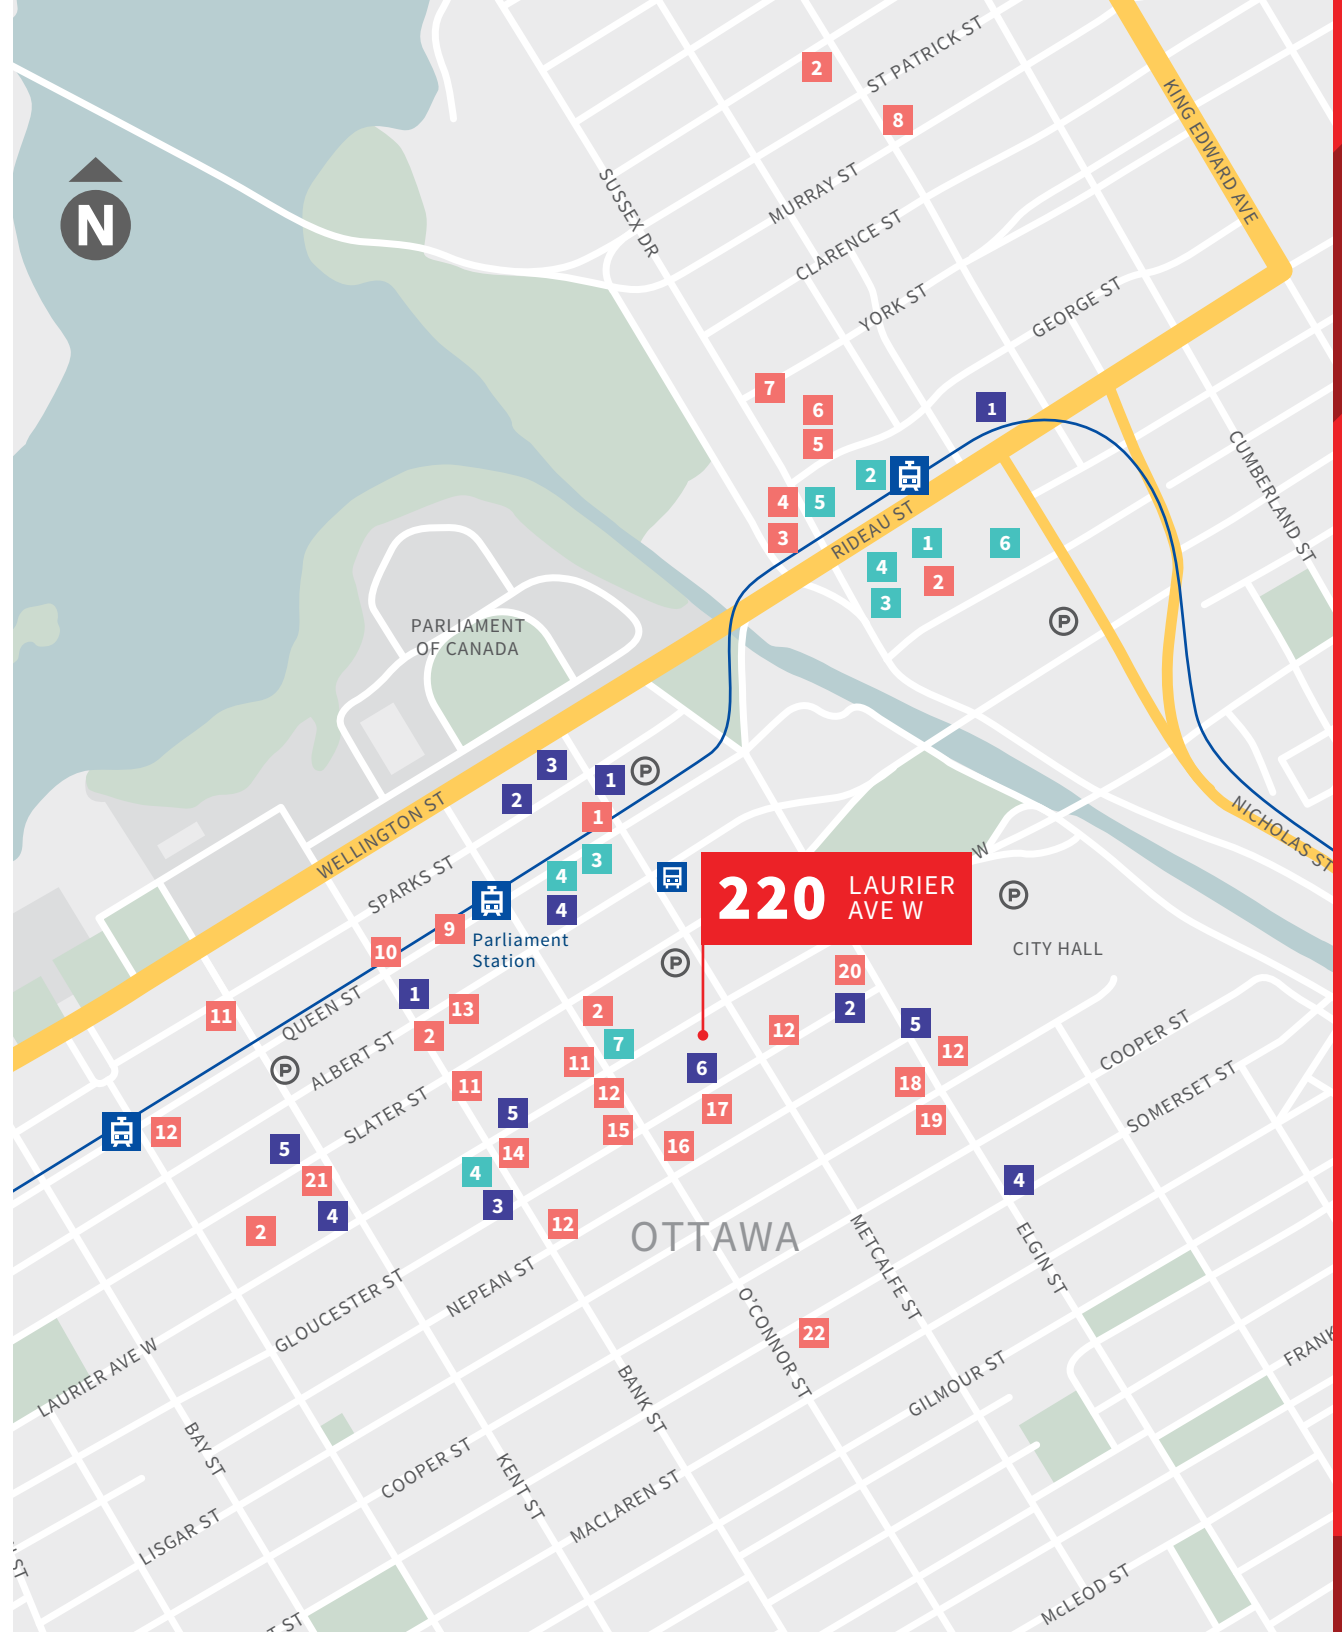 2
ST PATRICK ST
8
KING EDWARD AVE
N
SUSSEX DR
MURRAY ST
CLARENCE ST
YORK ST
GEORGE ST
7
6
1
5
2
CUMBERLAND ST
4
5
3
RIDEAU ST
1
6
4
2
3
P
PARLIAMENT
OF CANADA
3
1
P
2
1
WELLINGTON ST
NICHOLAS ST
3
W
SPARKS ST
4
220
LAURIER
AVE W
P
4
9
Parliament
Station
10
CITY HALL
P
20
1
13
2
2
5
11
QUEEN ST
2
7
12
12
COOPER ST
ALBERT ST
11
6
18
SOMERSET ST
P
11
12
17
19
SLATER ST
5
15
16
12
5
14
21
4
4
3
4
2
12
OTTAWA
METCALFE ST
ELGIN ST
GLOUCESTER ST
NEPEAN ST
O'CONNOR ST
22
LAURIER AVE W
FRANK
BANK ST
GILMOUR ST
BAY ST
COOPER ST
KENT ST
MACLAREN ST
LISGAR ST
ST
McLEOD ST
ST